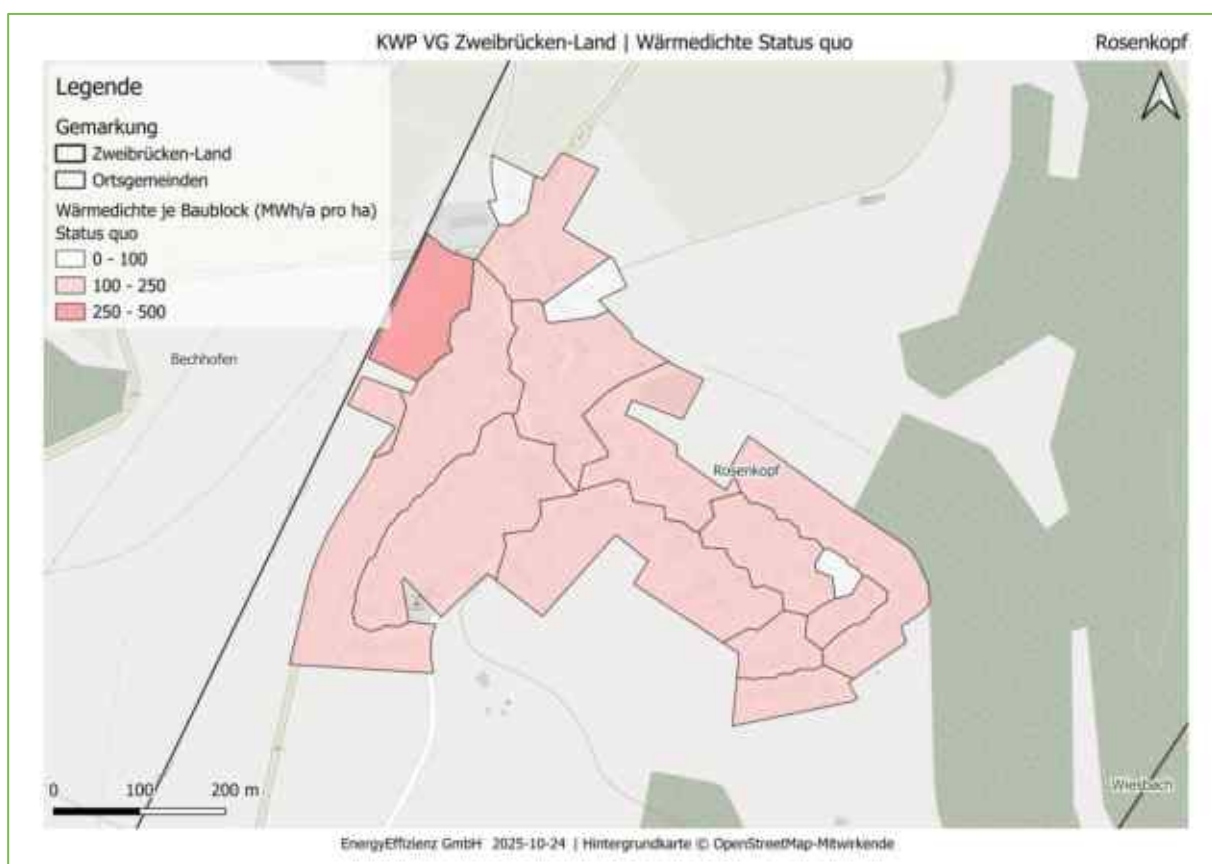 KWP VG Zweibrücken-Land | Wärmedichte Status quo
Rosenkopf
Legende
Gemarkung
Zweibrücken-Land
Ortsgemeinden
Wärmedichte je Baublock (MWh/a pro ha)
Status quo
0 - 100
100 - 250
250 - 500
Bechhofen
Rosenkopf
Wiesbach
0 100 200 m
EnergyEffizienz GmbH 2025-10-24 | Hintergrundkarte © OpenStreetMap-Mitwirkende